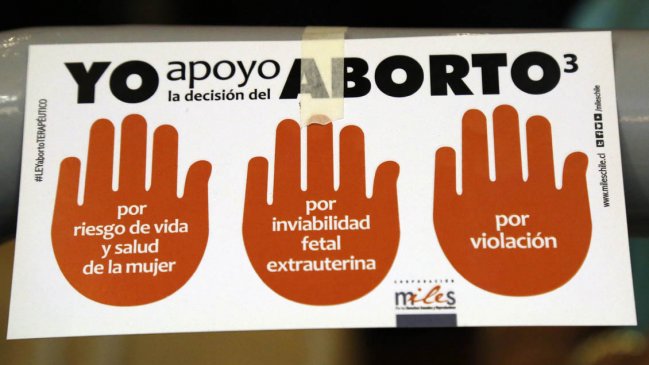 YO apoyo la decisión del ABORTO³
#LEYabortoTERAPÉUTICO
por
riesgo de vida
y salud
de la mujer
por
inviabilidad
fetal
extrauterina
por
violación
/mileschile
www.mileschile.cl
CORPORACIÓN
miles